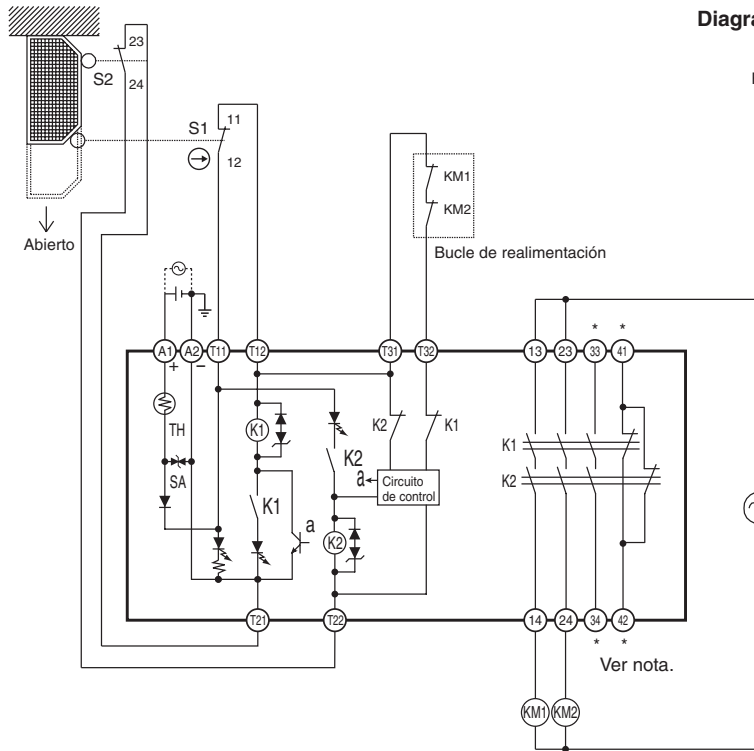 Diagra
23
S2
24
S1
11
12
KM1
KM2
Abierto
Bucle de realimentación
A1
A2
T11
T12
T31
T32
13
23
33
41
*
*
+
−
TH
SA
K1
K1
a
K2
K2
K2
K1
a
Circuito
de control
K1
K2
T21
T22
14
24
34
42
*
*
Ver nota.
KM1
KM2